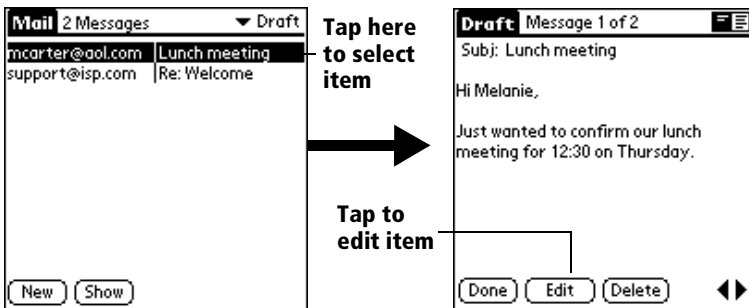 Mail 2 Messages ▼ Draft
mcarter@aol.com Lunch meeting
support@isp.com Re: Welcome
New Show
Tap here
to select
item
Tap to
edit item
Draft Message 1 of 2
Subj: Lunch meeting
Hi Melanie,
Just wanted to confirm our lunch
meeting for 12:30 on Thursday.
Done Edit Delete